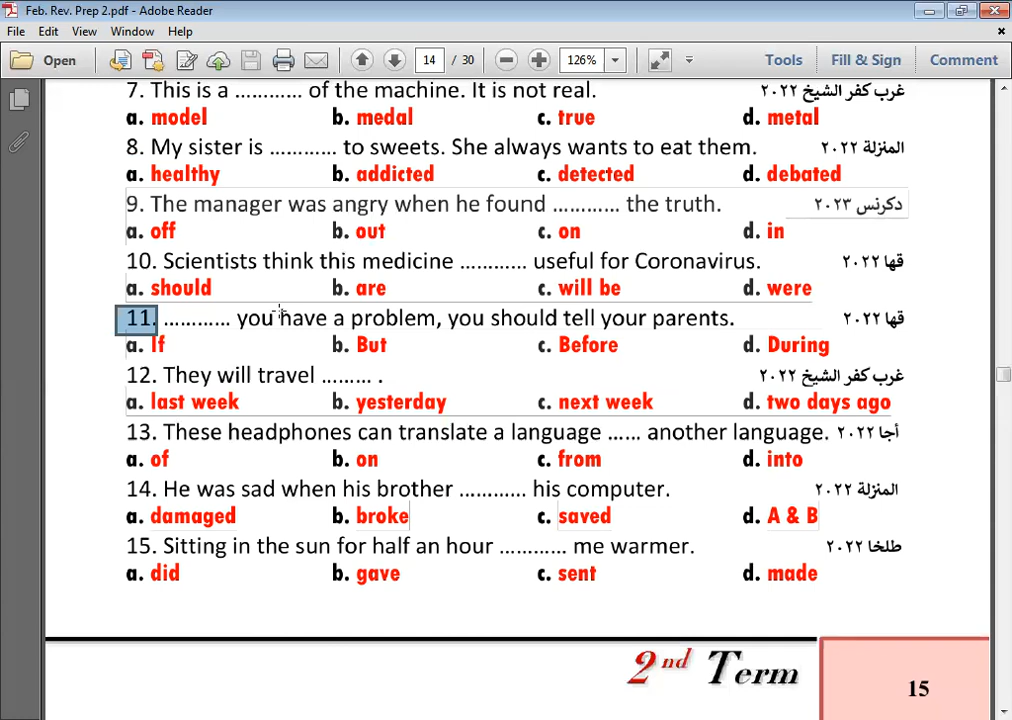 Feb. Rev. Prep 2.pdf - Adobe Reader
File Edit View Window Help
Open 14 / 30 126% Tools Fill & Sign Comment
7. This is a ………… of the machine. It is not real. غرب كفر الشيخ ٢٠٢٢
a. model b. medal c. true d. metal
8. My sister is ………… to sweets. She always wants to eat them. المنزلة ٢٠٢٢
a. healthy b. addicted c. detected d. debated
9. The manager was angry when he found ………… the truth. دكرنس ٢٠٢٣
a. off b. out c. on d. in
10. Scientists think this medicine ………… useful for Coronavirus. قها ٢٠٢٢
a. should b. are c. will be d. were
11. ………… you have a problem, you should tell your parents. قها ٢٠٢٢
a. If b. But c. Before d. During
12. They will travel ……… . غرب كفر الشيخ ٢٠٢٢
a. last week b. yesterday c. next week d. two days ago
13. These headphones can translate a language …… another language. أجا ٢٠٢٢
a. of b. on c. from d. into
14. He was sad when his brother ………… his computer. المنزلة ٢٠٢٢
a. damaged b. broke c. saved d. A & B
15. Sitting in the sun for half an hour ………… me warmer. طلخا ٢٠٢٢
a. did b. gave c. sent d. made
2nd Term
15